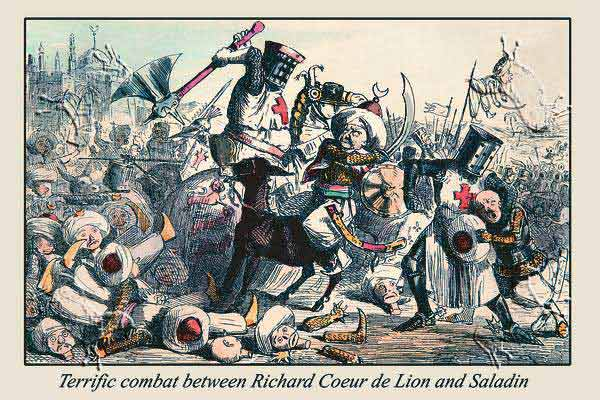 Terrific combat between Richard Coeur de Lion and Saladin